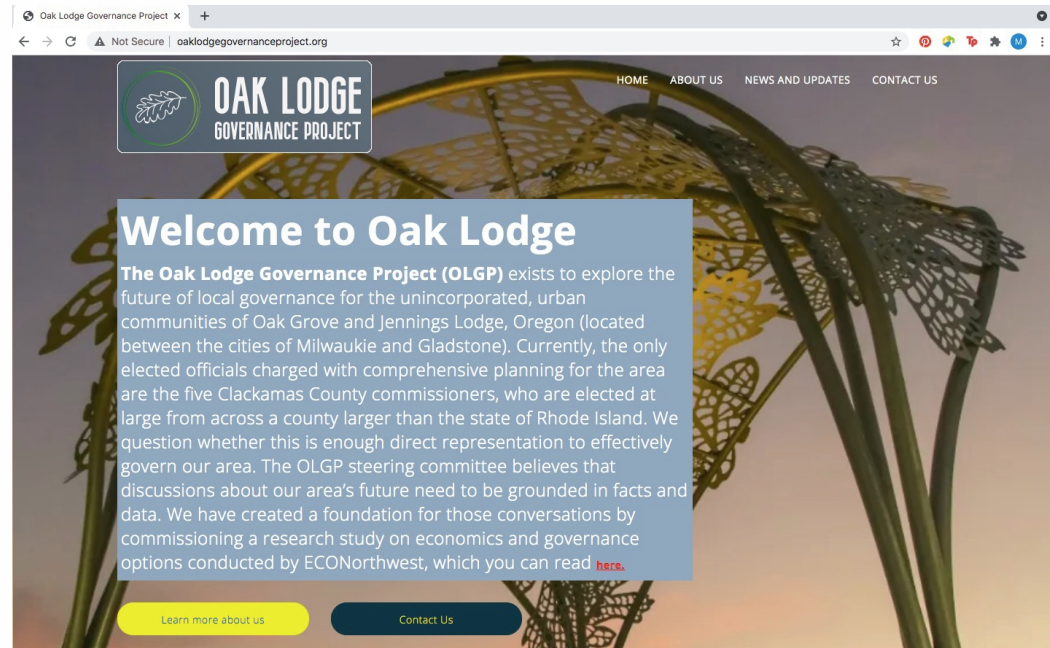 Oak Lodge Governance Project
Not Secure
oaklodgegovernanceproject.org
Tp
M
OAK LODGE
GOVERNANCE PROJECT
HOME ABOUT US NEWS AND UPDATES CONTACT US
Welcome to Oak Lodge
The Oak Lodge Governance Project (OLGP) exists to explore the
future of local governance for the unincorporated, urban
communities of Oak Grove and Jennings Lodge, Oregon (located
between the cities of Milwaukie and Gladstone). Currently, the only
elected officials charged with comprehensive planning for the area
are the five Clackamas County commissioners, who are elected at
large from across a county larger than the state of Rhode Island. We
question whether this is enough direct representation to effectively
govern our area. The OLGP steering committee believes that
discussions about our area's future need to be grounded in facts and
data. We have created a foundation for those conversations by
commissioning a research study on economics and governance
options conducted by ECONorthwest, which you can read here.
Learn more about us
Contact Us